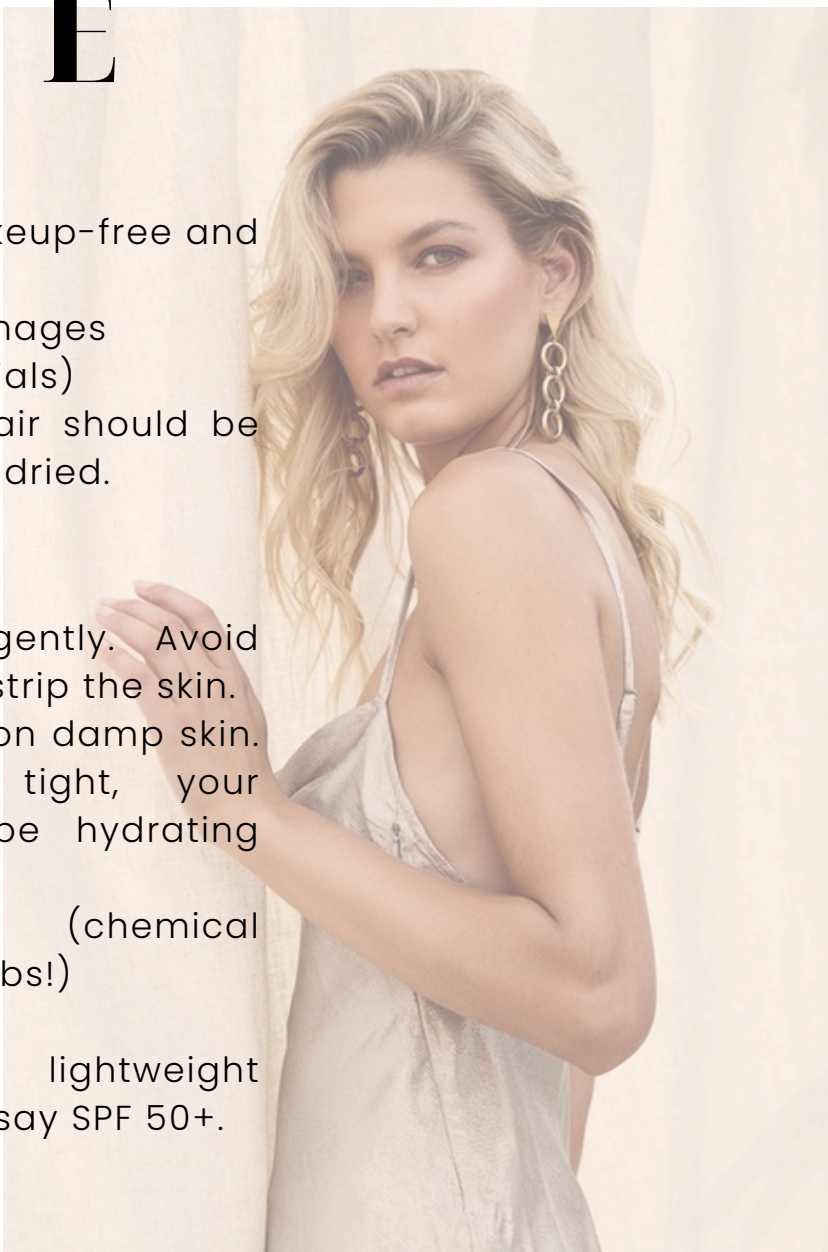 E
keup-free and
nages
ials)
air should be
dried.
gently. Avoid
strip the skin.
on damp skin.
tight, your
be hydrating
(chemical
bs!)
lightweight
say SPF 50+.